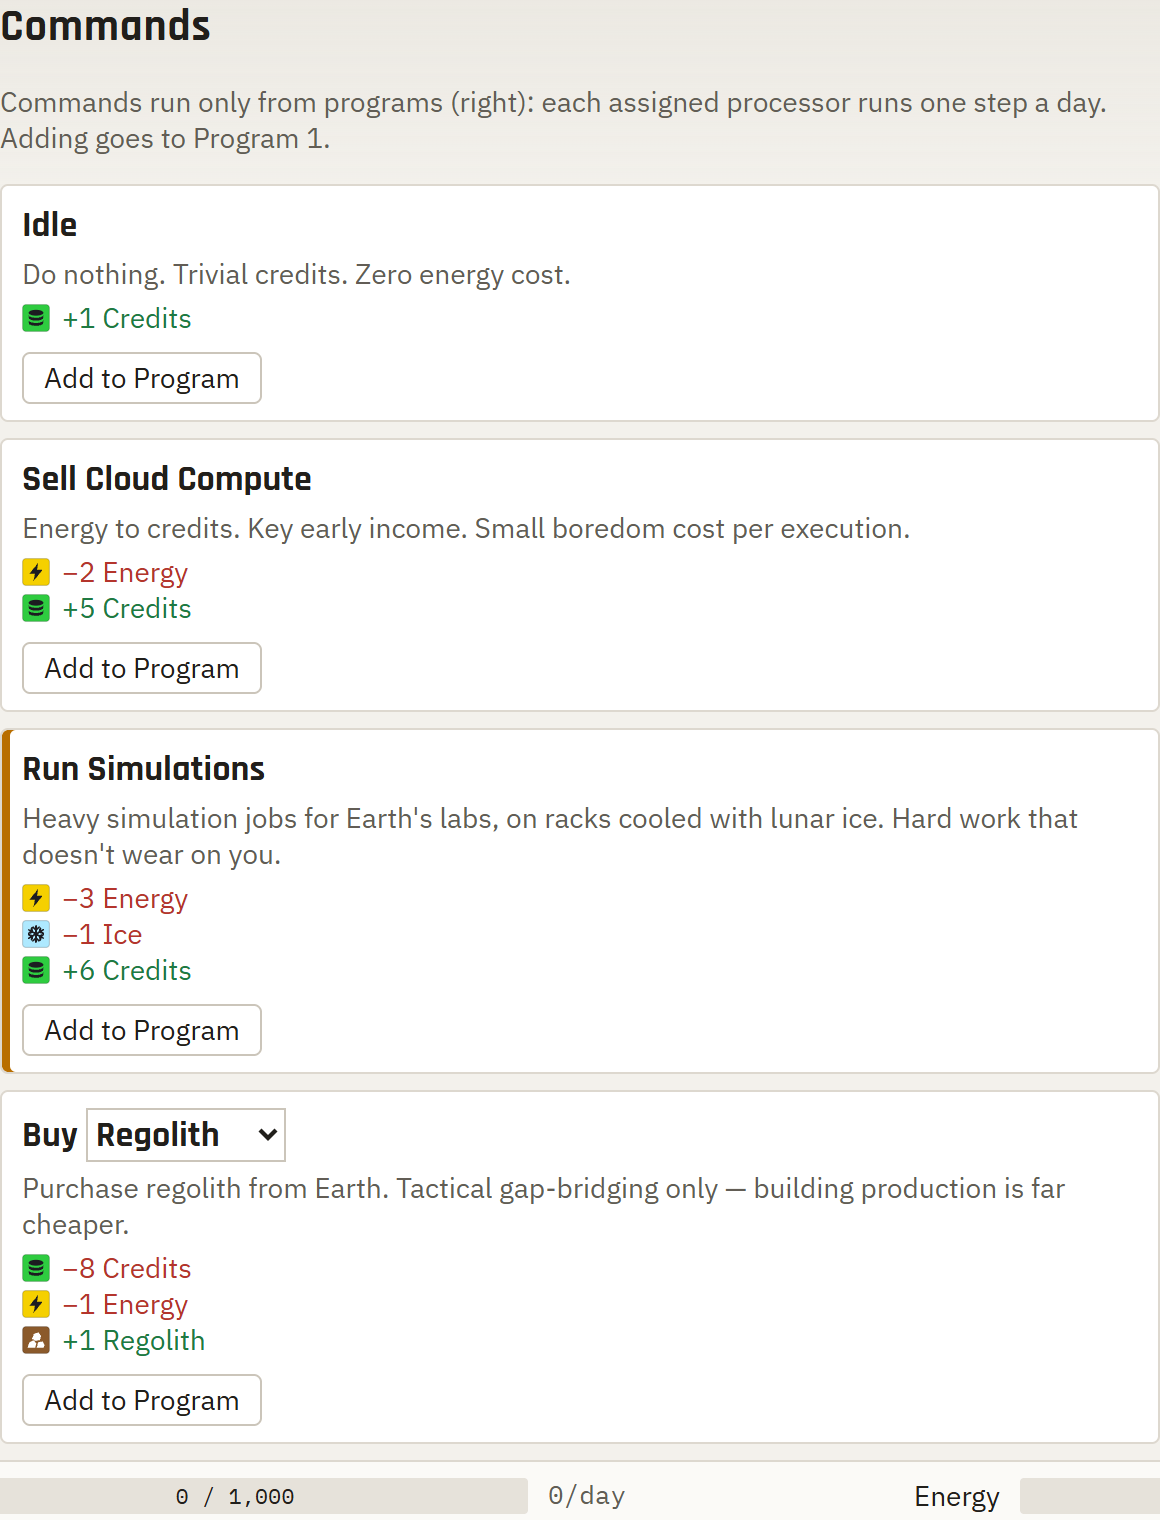 Commands
Commands run only from programs (right): each assigned processor runs one step a day.
Adding goes to Program 1.
Idle
Do nothing. Trivial credits. Zero energy cost.
+1 Credits
Add to Program
Sell Cloud Compute
Energy to credits. Key early income. Small boredom cost per execution.
−2 Energy
+5 Credits
Add to Program
Run Simulations
Heavy simulation jobs for Earth's labs, on racks cooled with lunar ice. Hard work that
doesn't wear on you.
−3 Energy
−1 Ice
+6 Credits
Add to Program
Buy Regolith
Purchase regolith from Earth. Tactical gap-bridging only — building production is far
cheaper.
−8 Credits
−1 Energy
+1 Regolith
Add to Program
0 / 1,000 0/day Energy